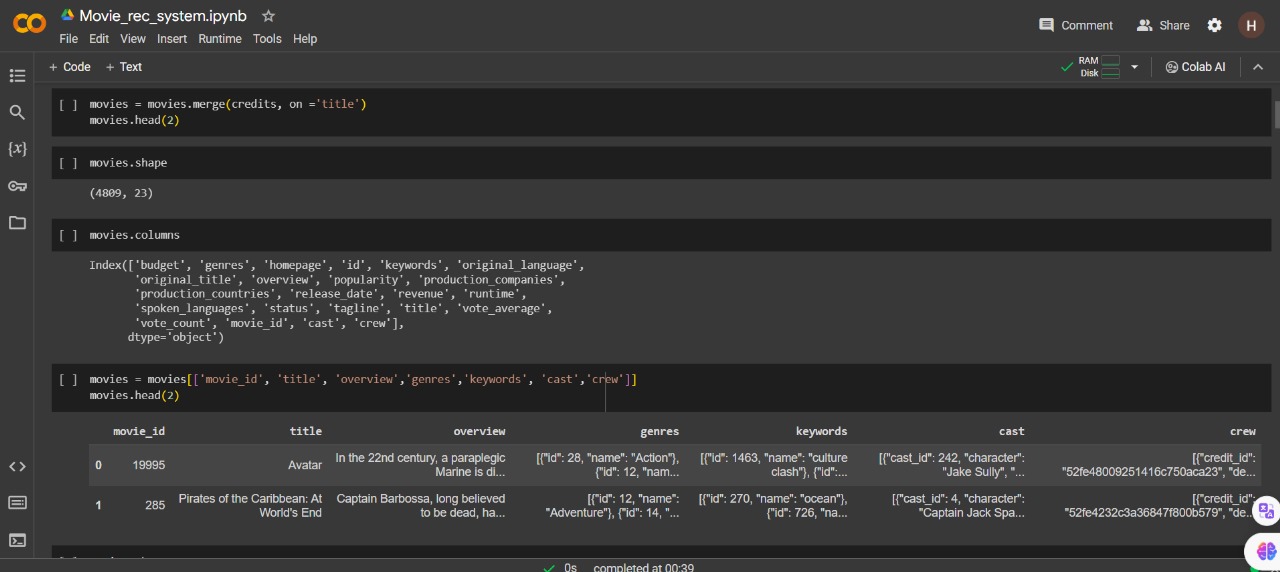 Movie_rec_system.ipynb
Comment
Share
H
File Edit View Insert Runtime Tools Help
+ Code + Text
RAM
Disk
Colab AI
{x}
[ ] movies = movies.merge(credits, on ='title')
movies.head(2)
[ ] movies.shape
(4809, 23)
[ ] movies.columns
Index(['budget', 'genres', 'homepage', 'id', 'keywords', 'original_language',
'original_title', 'overview', 'popularity', 'production_companies',
'production_countries', 'release_date', 'revenue', 'runtime',
'spoken_languages', 'status', 'tagline', 'title', 'vote_average',
'vote_count', 'movie_id', 'cast', 'crew'],
dtype='object')
[ ] movies = movies[['movie_id', 'title', 'overview','genres','keywords', 'cast','crew']]
movies.head(2)
movie_id title overview genres keywords cast crew
0 19995 Avatar In the 22nd century, a paraplegic Marine is di... [{"id": 28, "name": "Action"}, {"id": 12, "nam... [{"id": 1463, "name": "culture clash"}, {"id":... [{"cast_id": 242, "character": "Jake Sully", "... [{"credit_id": "52fe48009251416c750aca23", "de...
1 285 Pirates of the Caribbean: At World's End Captain Barbossa, long believed to be dead, ha... [{"id": 12, "name": "Adventure"}, {"id": 14, "... [{"id": 270, "name": "ocean"}, {"id": 726, "na... [{"cast_id": 4, "character": "Captain Jack Spa... [{"credit_id": "52fe4232c3a36847f800b579", "de...
0s completed at 00:39